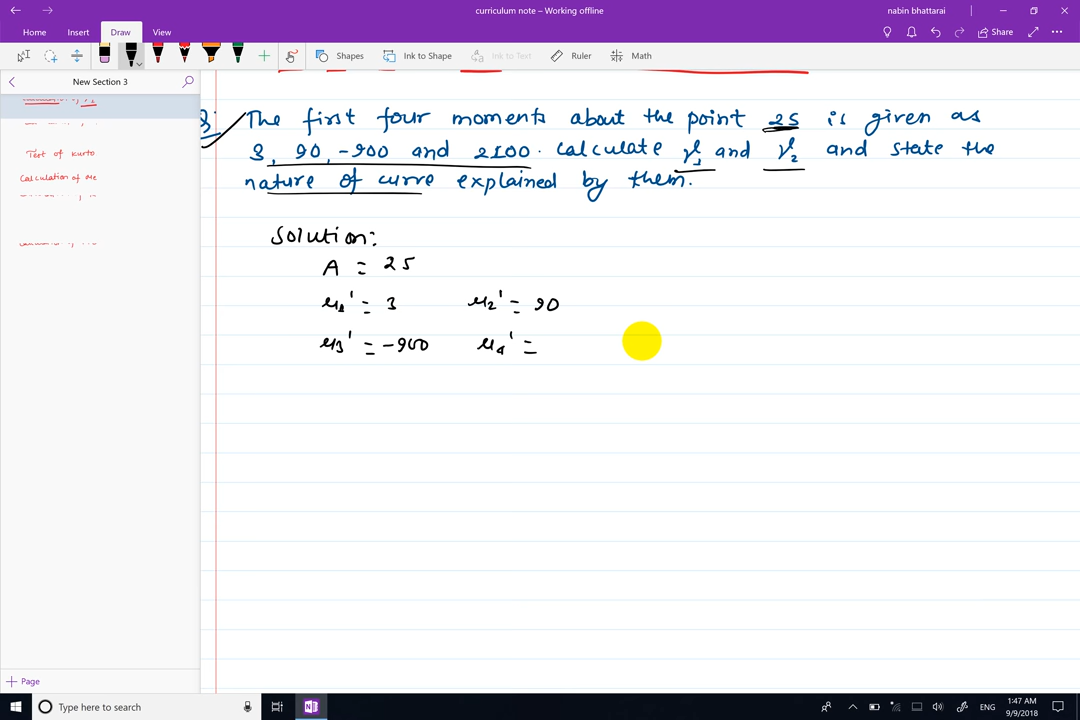 curriculum note – Working offline
nabin bhattarai
Home Insert Draw View
Share
Shapes Ink to Shape Ink to Text Ruler Math
New Section 3
Test of Kurto
Calculation of Me
Q. The first four moments about the point 25 is given as
3, 90, -900 and 2100. Calculate γ₁ and γ₂ and state the
nature of curve explained by them.
Solution:
A = 25
μ₁' = 3 μ₂' = 90
μ₃' = -900 μ₄' =
Page
Type here to search
ENG
1:47 AM
9/9/2018